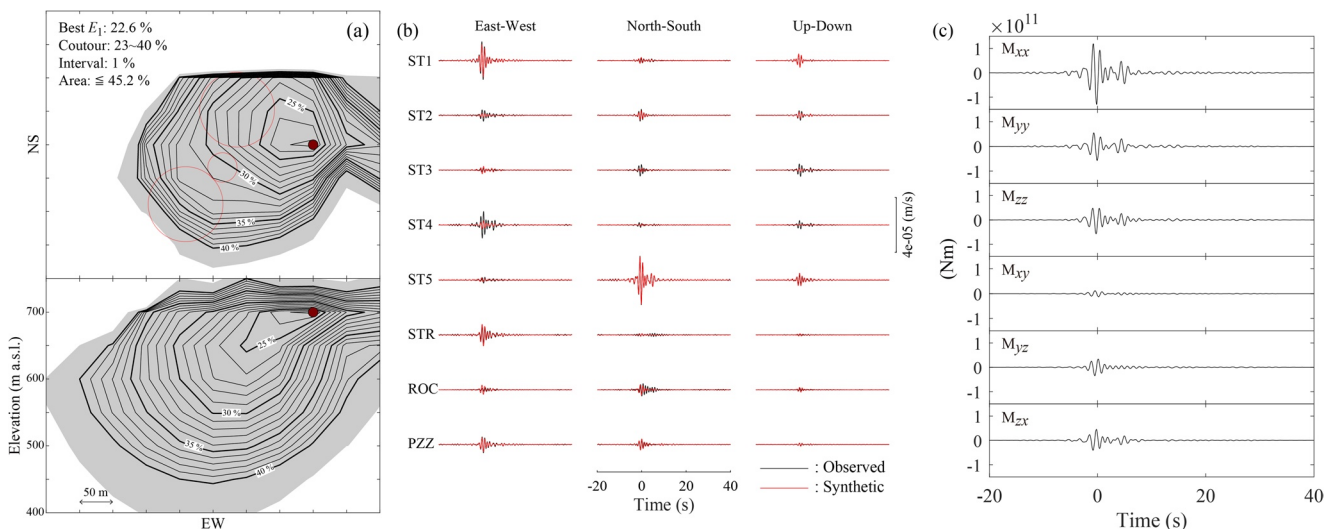 Best E₁: 22.6 %
Coutour: 23~40 %
Interval: 1 %
Area: ≦ 45.2 %
(a)
NS
25 %
30 %
35 %
40 %
Elevation (m a.s.l.)
700
600
500
400
25 %
30 %
35 %
40 %
50 m
EW
(b)
East-West
North-South
Up-Down
ST1
ST2
ST3
ST4
ST5
STR
ROC
PZZ
4e-05 (m/s)
-20
0
20
40
Time (s)
: Observed
: Synthetic
(c)
×10¹¹
Mxx
1
0
-1
Myy
1
0
-1
Mzz
1
0
-1
(Nm)
Mxy
1
0
-1
Myz
1
0
-1
Mzx
1
0
-1
-20
0
20
40
Time (s)